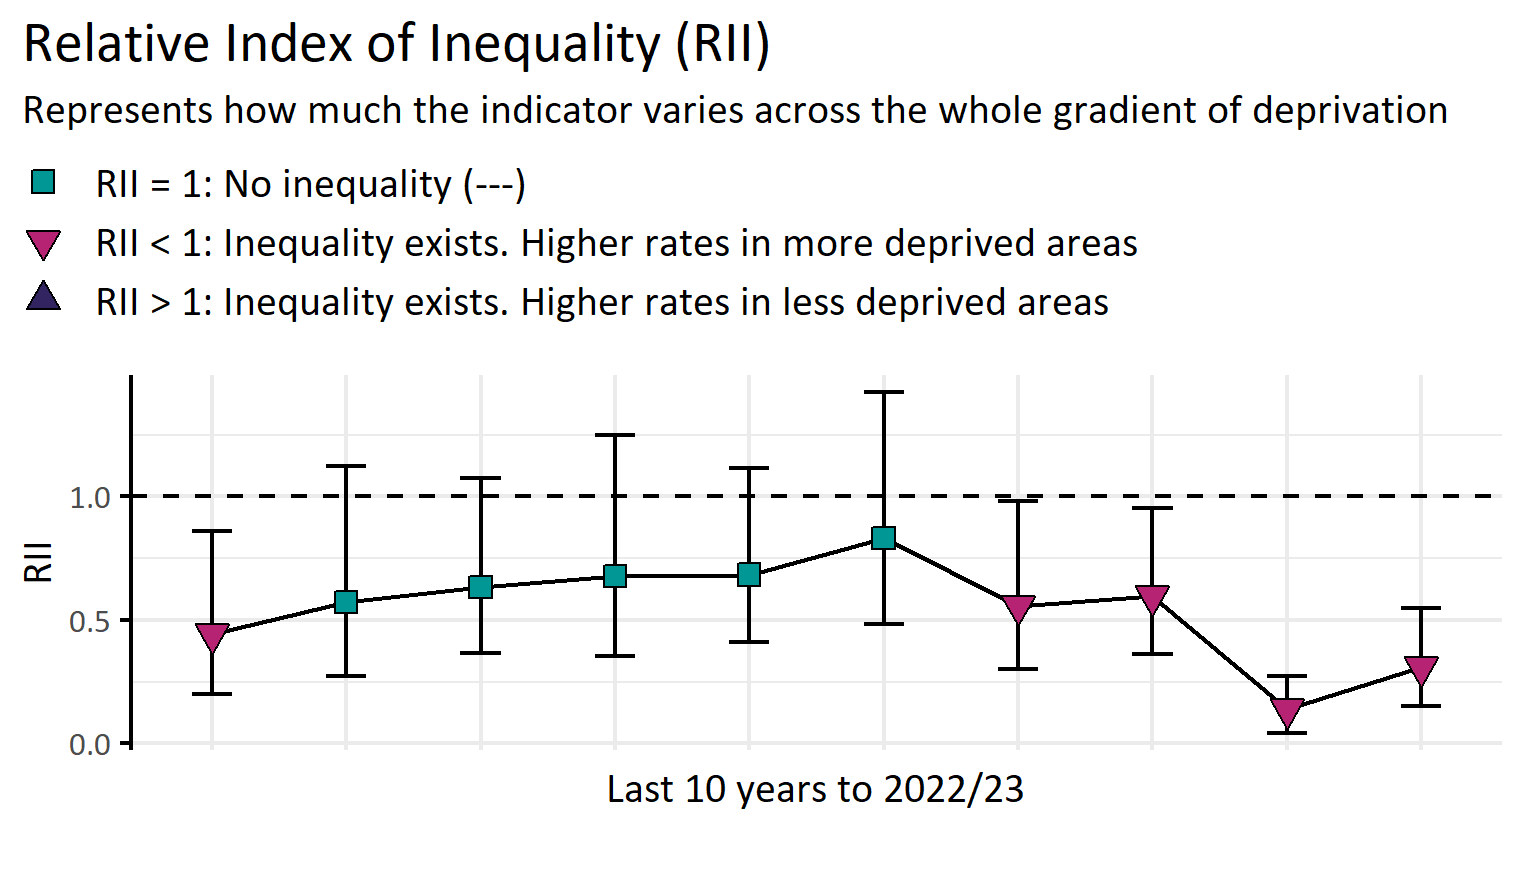 Relative Index of Inequality (RII)
Represents how much the indicator varies across the whole gradient of deprivation
RII = 1: No inequality (---)
RII < 1: Inequality exists. Higher rates in more deprived areas
RII > 1: Inequality exists. Higher rates in less deprived areas
1.0
RII
0.5
0.0
Last 10 years to 2022/23